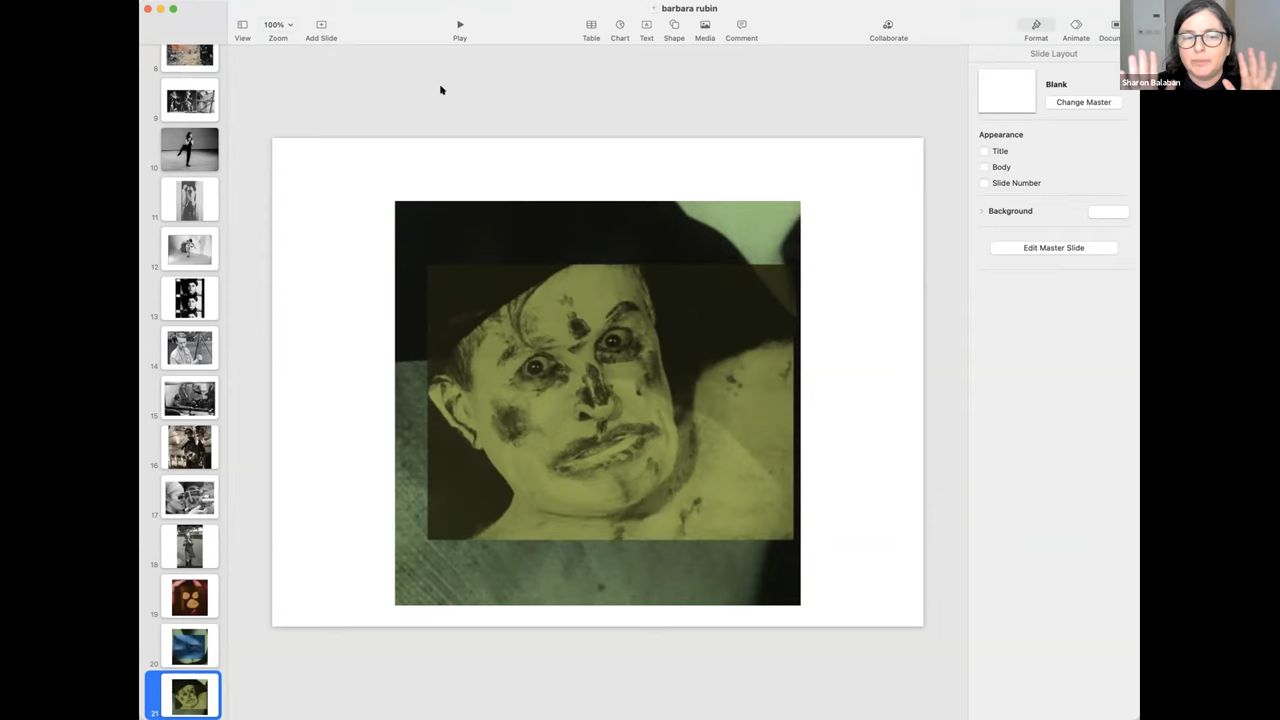 barbara rubin
100%
View
Zoom
Add Slide
Play
Table
Chart
Text
Shape
Media
Comment
Collaborate
Format
Animate
Docum
Sharon Balaban
Slide Layout
Blank
Change Master
Appearance
Title
Body
Slide Number
Background
Edit Master Slide
8
9
10
11
12
13
14
15
16
17
18
19
20
21